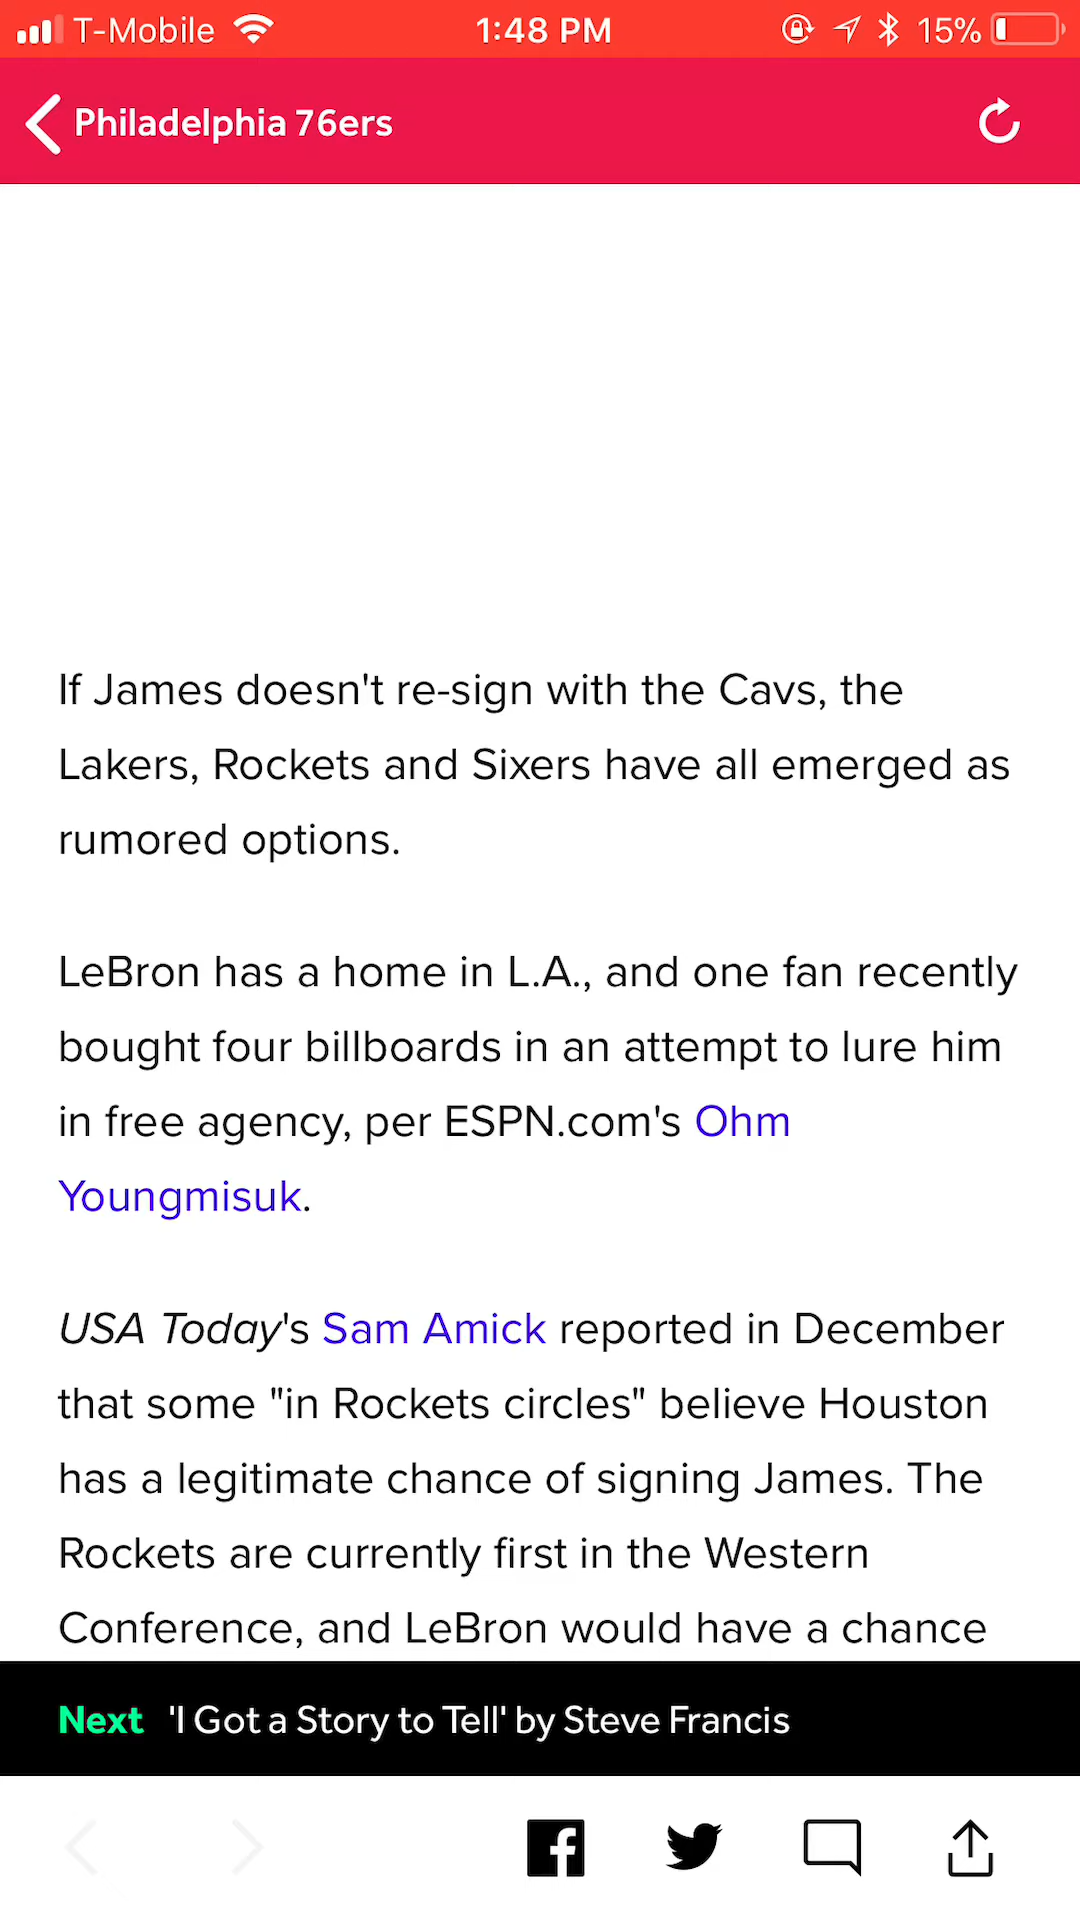 T-Mobile 1:48 PM 15%
Philadelphia 76ers
If James doesn't re-sign with the Cavs, the
Lakers, Rockets and Sixers have all emerged as
rumored options.
LeBron has a home in L.A., and one fan recently
bought four billboards in an attempt to lure him
in free agency, per ESPN.com's Ohm
Youngmisuk.
USA Today's Sam Amick reported in December
that some "in Rockets circles" believe Houston
has a legitimate chance of signing James. The
Rockets are currently first in the Western
Conference, and LeBron would have a chance
Next 'I Got a Story to Tell' by Steve Francis